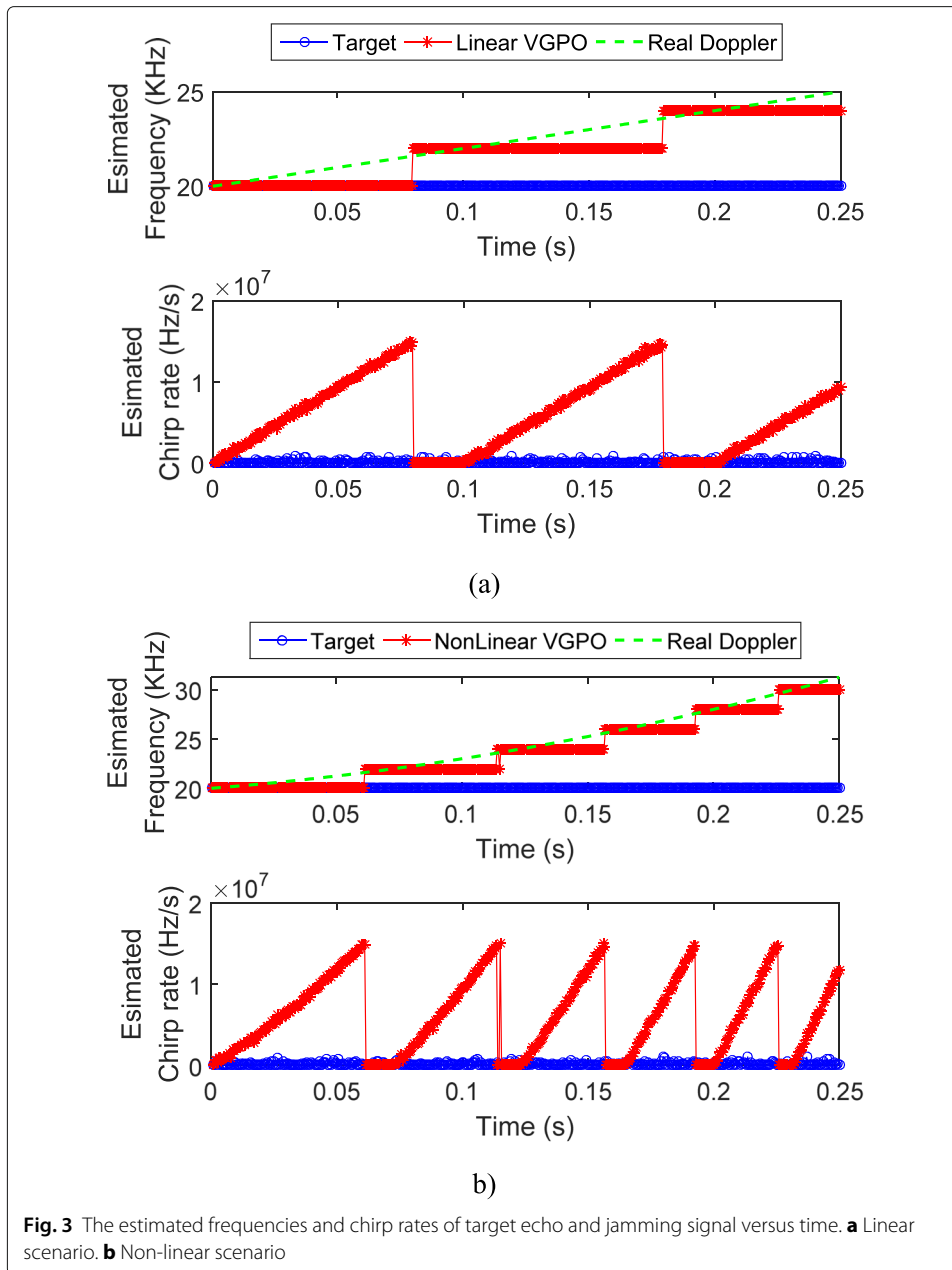 Target Linear VGPO Real Doppler
Esimated
Frequency (KHz)
25
20
0.05 0.1 0.15 0.2 0.25
Time (s)
Esimated
Chirp rate (Hz/s)
×10⁷
2
1
0
0 0.05 0.1 0.15 0.2 0.25
Time (s)
(a)
Target NonLinear VGPO Real Doppler
Esimated
Frequency (KHz)
30
25
20
0.05 0.1 0.15 0.2 0.25
Time (s)
Esimated
Chirp rate (Hz/s)
×10⁷
2
1
0
0 0.05 0.1 0.15 0.2 0.25
Time (s)
b)
Fig. 3 The estimated frequencies and chirp rates of target echo and jamming signal versus time. a Linear
scenario. b Non-linear scenario